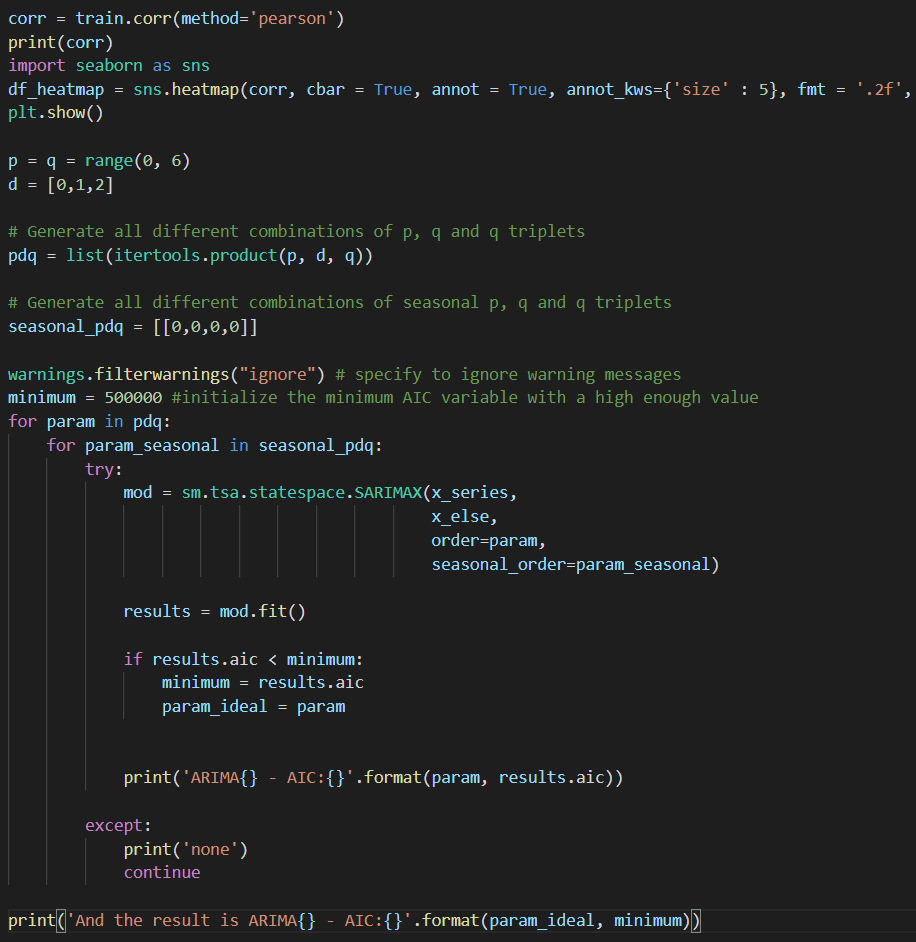 corr = train.corr(method='pearson')
print(corr)
import seaborn as sns
df_heatmap = sns.heatmap(corr, cbar = True, annot = True, annot_kws={'size' : 5}, fmt = '.2f',
plt.show()
p = q = range(0, 6)
d = [0,1,2]
# Generate all different combinations of p, q and q triplets
pdq = list(itertools.product(p, d, q))
# Generate all different combinations of seasonal p, q and q triplets
seasonal_pdq = [[0,0,0,0]]
warnings.filterwarnings("ignore") # specify to ignore warning messages
minimum = 500000 #initialize the minimum AIC variable with a high enough value
for param in pdq:
    for param_seasonal in seasonal_pdq:
        try:
            mod = sm.tsa.statespace.SARIMAX(x_series,
                                            x_else,
                                            order=param,
                                            seasonal_order=param_seasonal)
            results = mod.fit()
            if results.aic < minimum:
                minimum = results.aic
                param_ideal = param
            print('ARIMA{} - AIC:{}'.format(param, results.aic))
        except:
            print('none')
            continue
print('And the result is ARIMA{} - AIC:{}'.format(param_ideal, minimum))